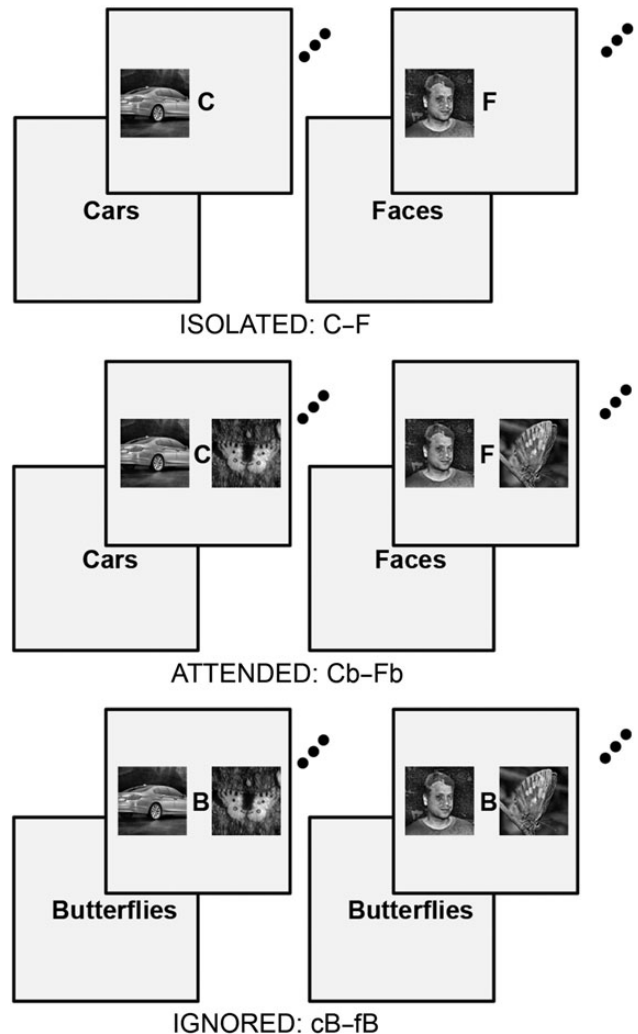 C
F
Cars
Faces
ISOLATED: C–F
C
F
Cars
Faces
ATTENDED: Cb–Fb
B
B
Butterflies
Butterflies
IGNORED: cB–fB